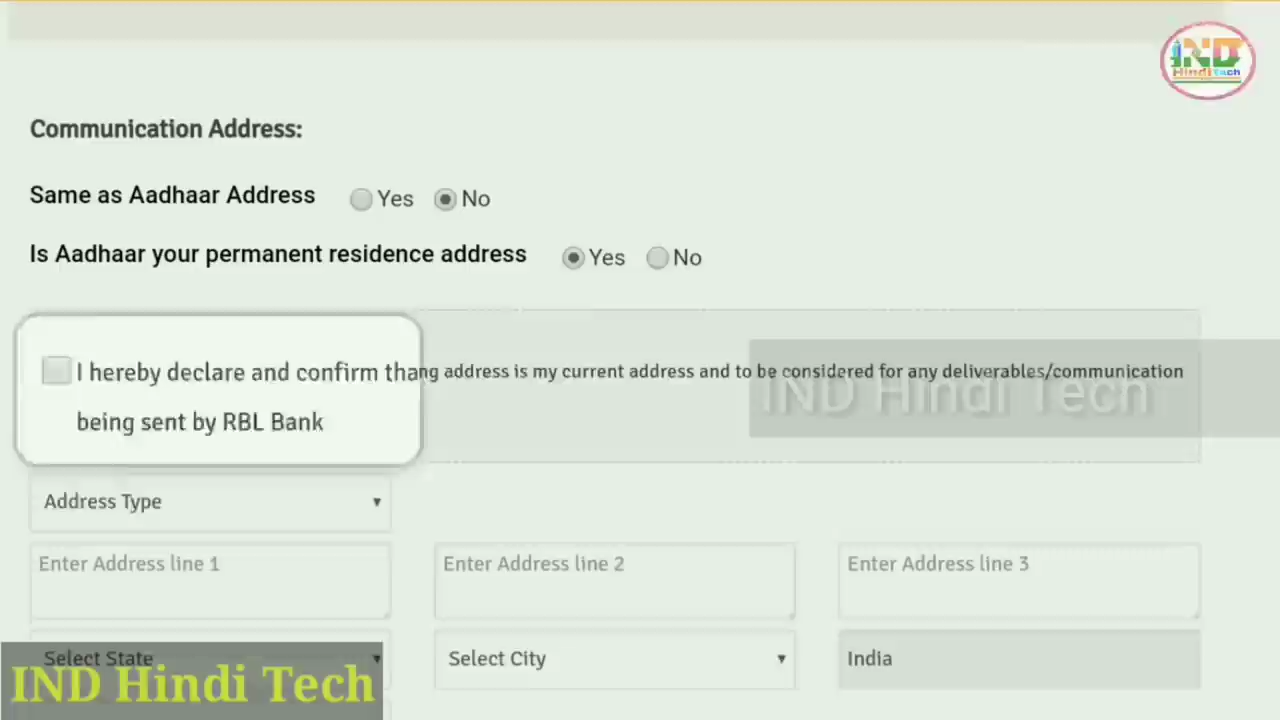 IND
Hindi Tech
Communication Address:
Same as Aadhaar Address Yes No
Is Aadhaar your permanent residence address Yes No
I hereby declare and confirm thang address is my current address and to be considered for any deliverables/communication
IND Hindi Tech
being sent by RBL Bank
Address Type
Enter Address line 1 Enter Address line 2 Enter Address line 3
Select State Select City India
IND Hindi Tech